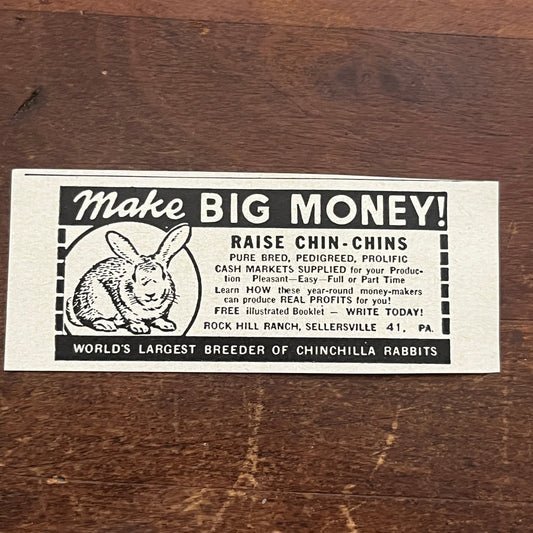 Make BIG MONEY!
RAISE CHIN-CHINS
PURE BRED, PEDIGREED, PROLIFIC
CASH MARKETS SUPPLIED for your Produc-
tion Pleasant—Easy—Full or Part Time
Learn HOW these year-round money-makers
can produce REAL PROFITS for you!
FREE illustrated Booklet — WRITE TODAY!
ROCK HILL RANCH, SELLERSVILLE 41, PA.
WORLD'S LARGEST BREEDER OF CHINCHILLA RABBITS